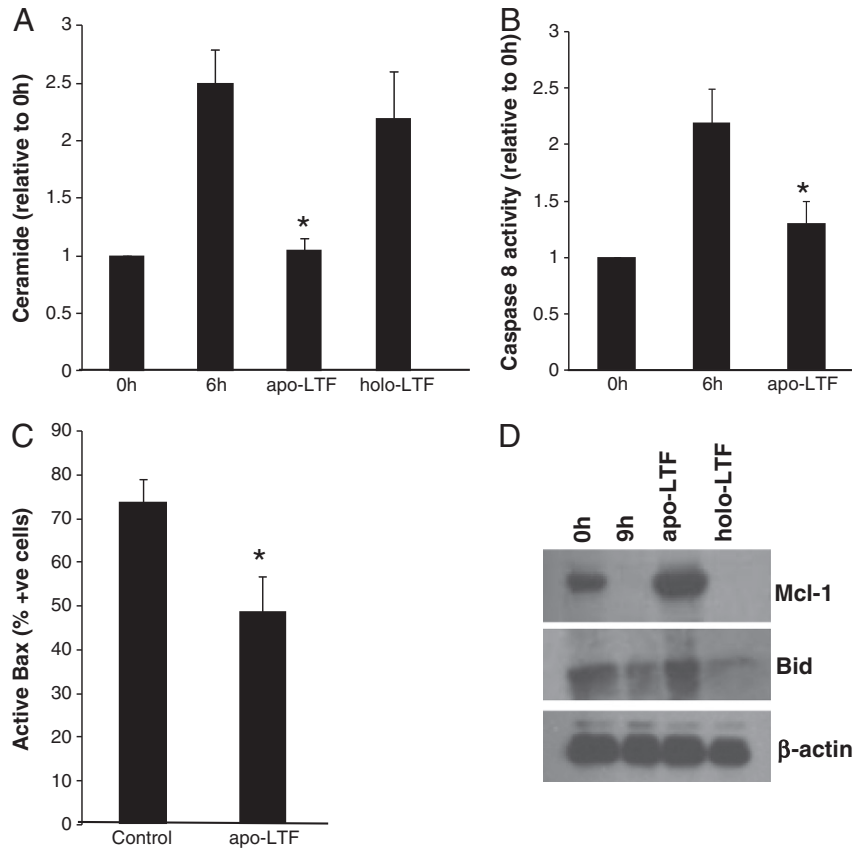 A
Ceramide (relative to 0h)
3
2.5
2
1.5
1
0.5
0
*
0h 6h apo-LTF holo-LTF
B
Caspase 8 activity (relative to 0h)
3
2.5
2
1.5
1
0.5
0
*
0h 6h apo-LTF
C
Active Bax (% +ve cells)
90
80
70
60
50
40
30
20
10
0
*
Control apo-LTF
D
0h 9h apo-LTF holo-LTF
Mcl-1
Bid
β-actin